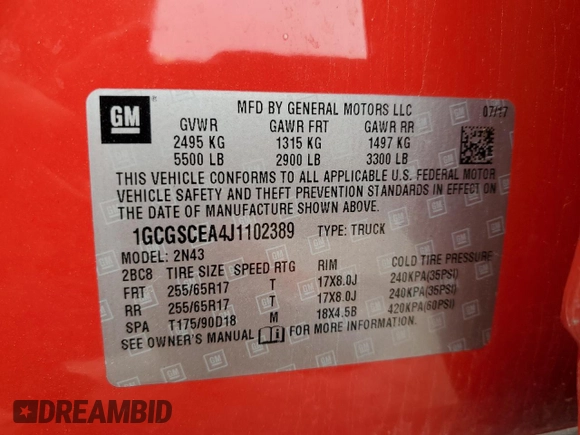 GM MFD BY GENERAL MOTORS LLC 07/17
GVWR GAWR FRT GAWR RR
2495 KG 1315 KG 1497 KG
5500 LB 2900 LB 3300 LB
THIS VEHICLE CONFORMS TO ALL APPLICABLE U.S. FEDERAL MOTOR
VEHICLE SAFETY AND THEFT PREVENTION STANDARDS IN EFFECT ON
THE DATE OF MANUFACTURE SHOWN ABOVE.
1GCGSCEA4J1102389 TYPE: TRUCK
MODEL: 2N43
2BC8 TIRE SIZE SPEED RTG RIM COLD TIRE PRESSURE
FRT 255/65R17 T 17X8.0J 240KPA(35PSI)
RR 255/65R17 T 17X8.0J 240KPA(35PSI)
SPA T175/90D18 M 18X4.5B 420KPA(60PSI)
SEE OWNER'S MANUAL FOR MORE INFORMATION.
DREAMBID